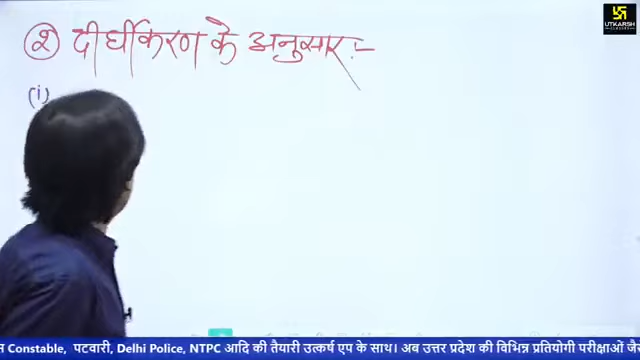 ② दीर्घीकरण के अनुसार :-
(i)
UTKARSH
CLASSES
Constable, पटवारी, Delhi Police, NTPC आदि की तैयारी उत्कर्ष एप के साथ। अब उत्तर प्रदेश की विभिन्न प्रतियोगी परीक्षाओं